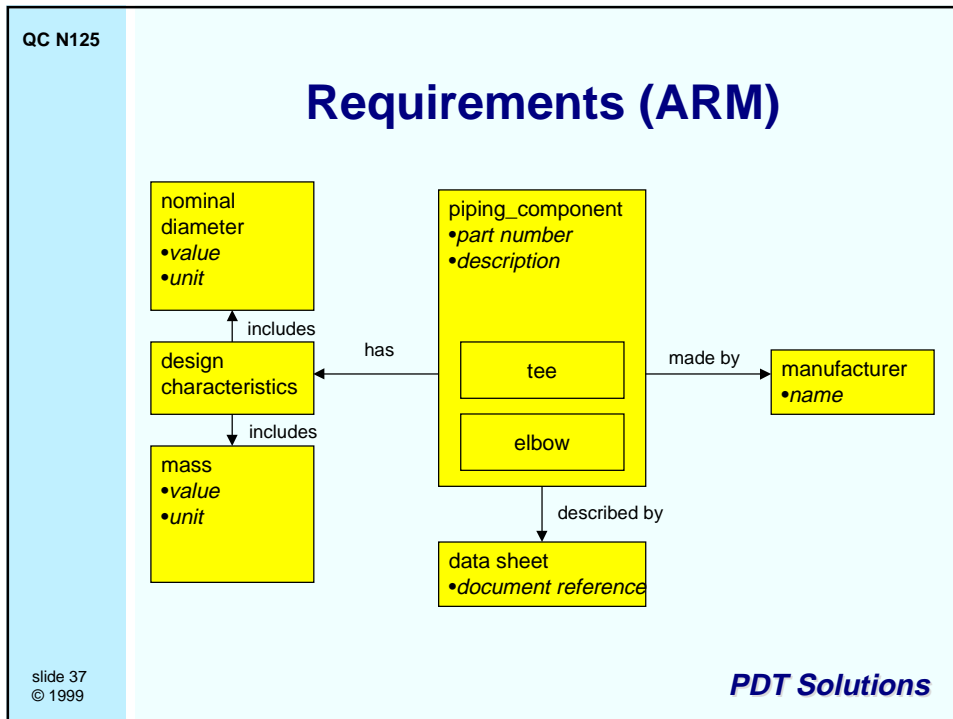 QC N125
Requirements (ARM)
nominal
diameter
•value
•unit
includes
design
characteristics
includes
mass
•value
•unit
has
piping_component
•part number
•description
tee
elbow
made by
manufacturer
•name
described by
data sheet
•document reference
slide 37
© 1999
PDT Solutions